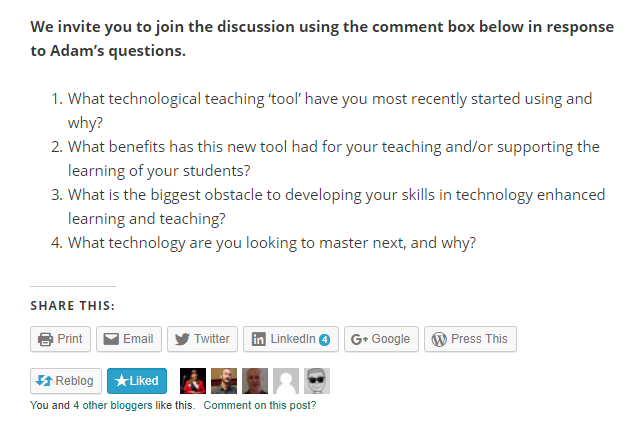 We invite you to join the discussion using the comment box below in response
to Adam’s questions.
1. What technological teaching ‘tool’ have you most recently started using and
why?
2. What benefits has this new tool had for your teaching and/or supporting the
learning of your students?
3. What is the biggest obstacle to developing your skills in technology enhanced
learning and teaching?
4. What technology are you looking to master next, and why?
SHARE THIS:
Print Email Twitter in LinkedIn 4 G+ Google Press This
Reblog Liked
You and 4 other bloggers like this. Comment on this post?